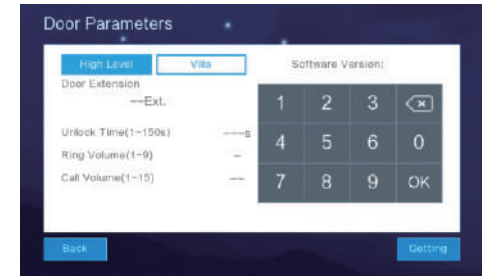 Door Parameters
High Level Villa Software Version:
Door Extension
--Ext.
Unlock Time(1-150s) ---s
Ring Volume(1-9) -
Call Volume(1-15) --
1 2 3
4 5 6 0
7 8 9 OK
Back Getting